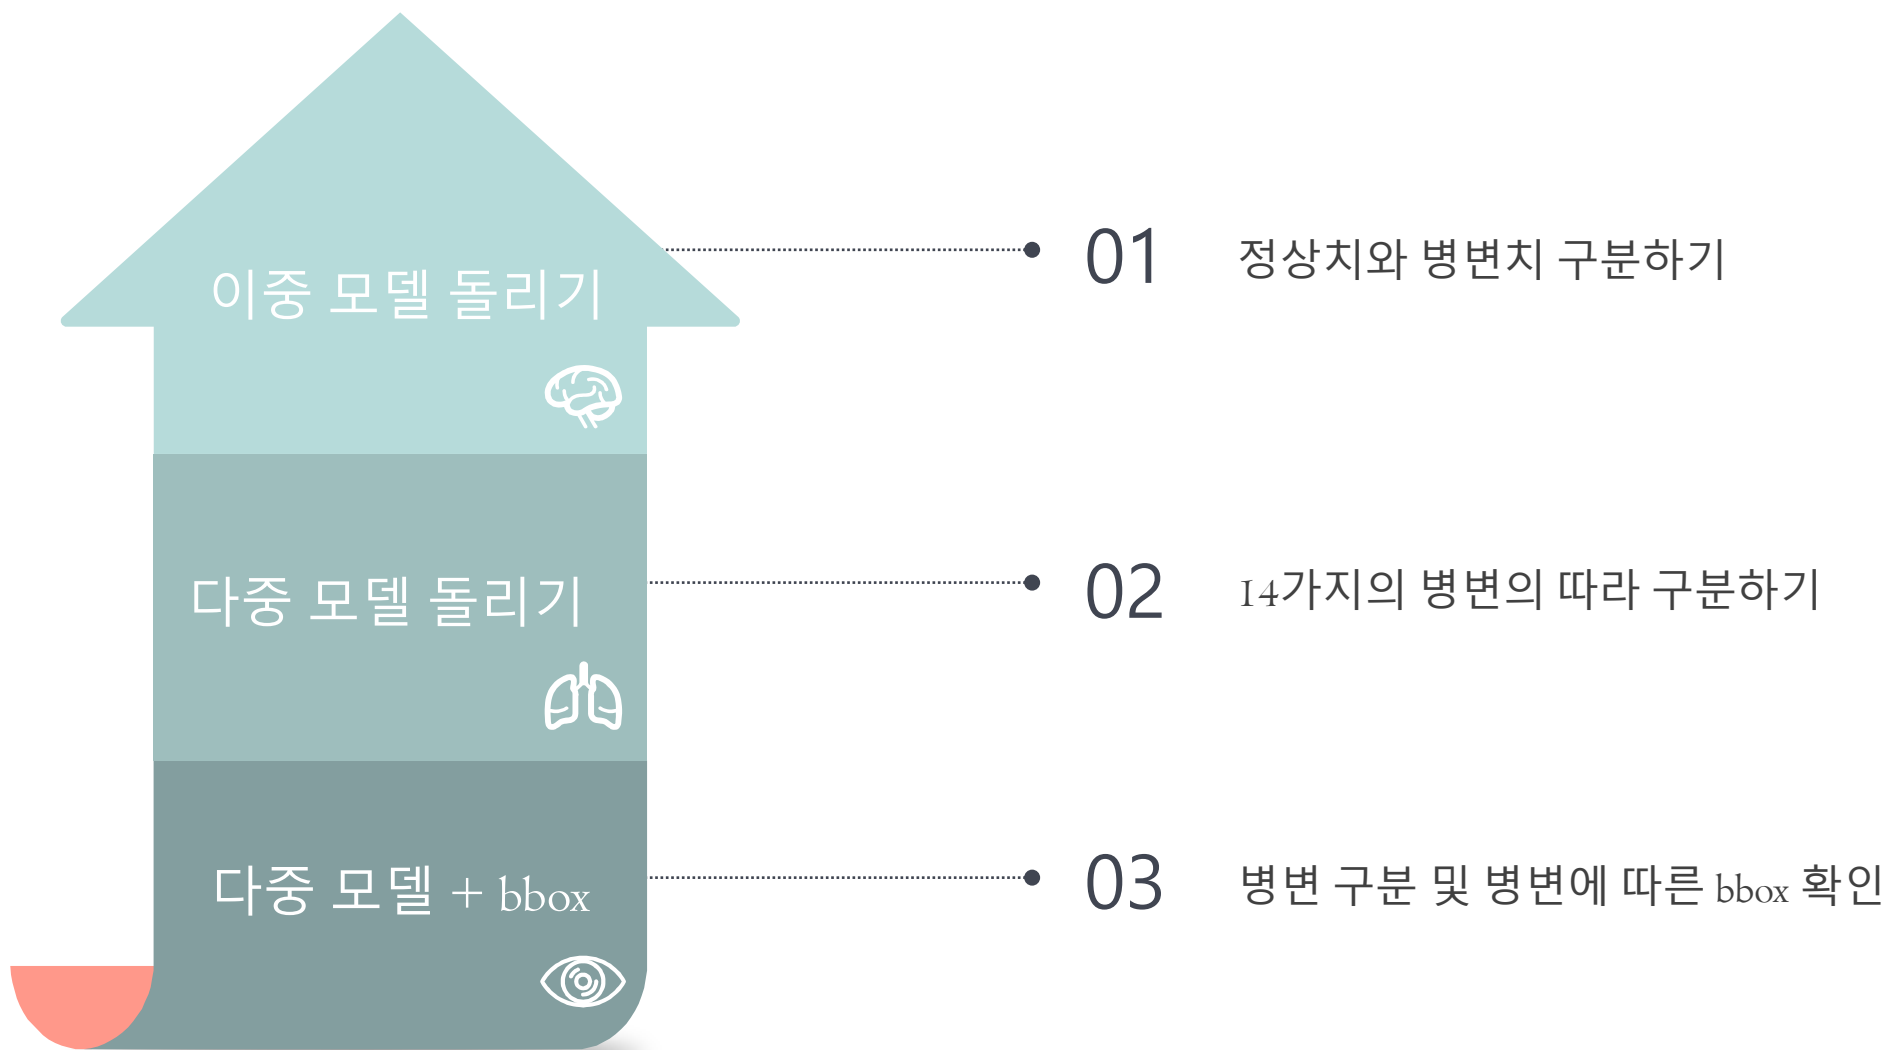 이중 모델 돌리기
01 정상치와 병변치 구분하기
다중 모델 돌리기
02 14가지의 병변의 따라 구분하기
다중 모델 + bbox
03 병변 구분 및 병변에 따른 bbox 확인